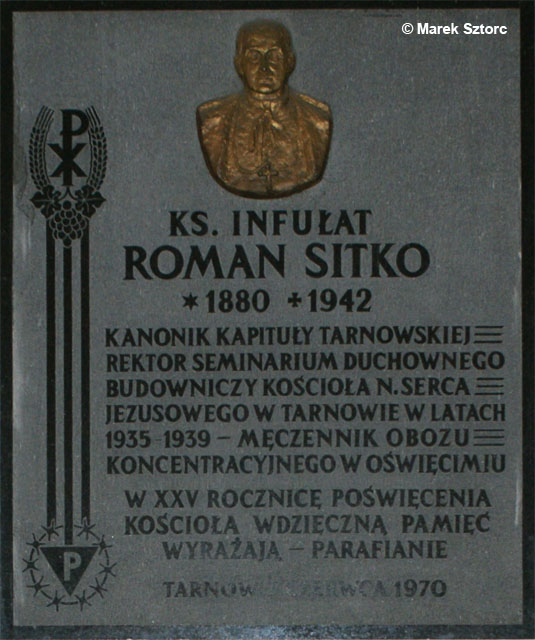 © Marek Sztorc
KS. INFUŁAT
ROMAN SITKO
* 1880 + 1942
KANONIK KAPITUŁY TARNOWSKIEJ
REKTOR SEMINARIUM DUCHOWNEGO
BUDOWNICZY KOŚCIOŁA N. SERCA
JEZUSOWEGO W TARNOWIE W LATACH
1935-1939 – MĘCZENNIK OBOZU
KONCENTRACYJNEGO W OŚWIĘCIMIU
W XXV ROCZNICĘ POŚWIĘCENIA
KOŚCIOŁA WDZIĘCZNĄ PAMIĘĆ
WYRAŻAJĄ – PARAFIANIE
TARNÓW CZERWCA 1970
P